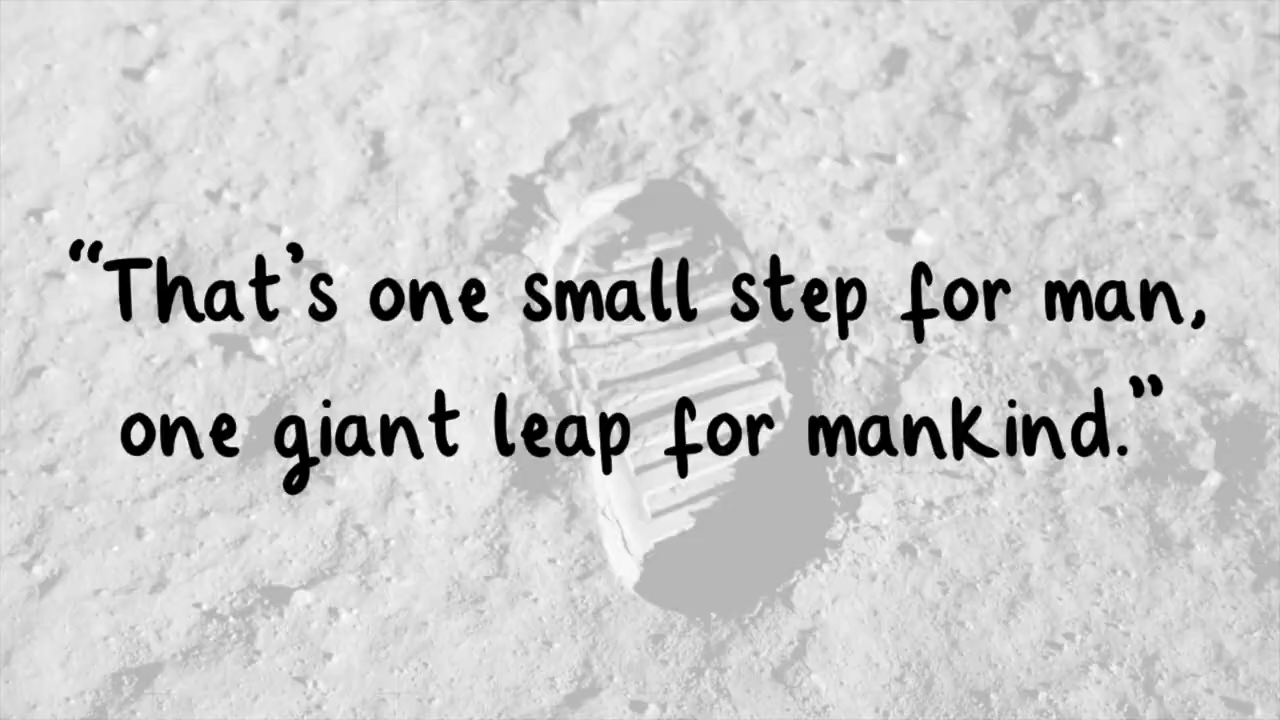 “That’s one small step for man,
one giant leap for mankind.”